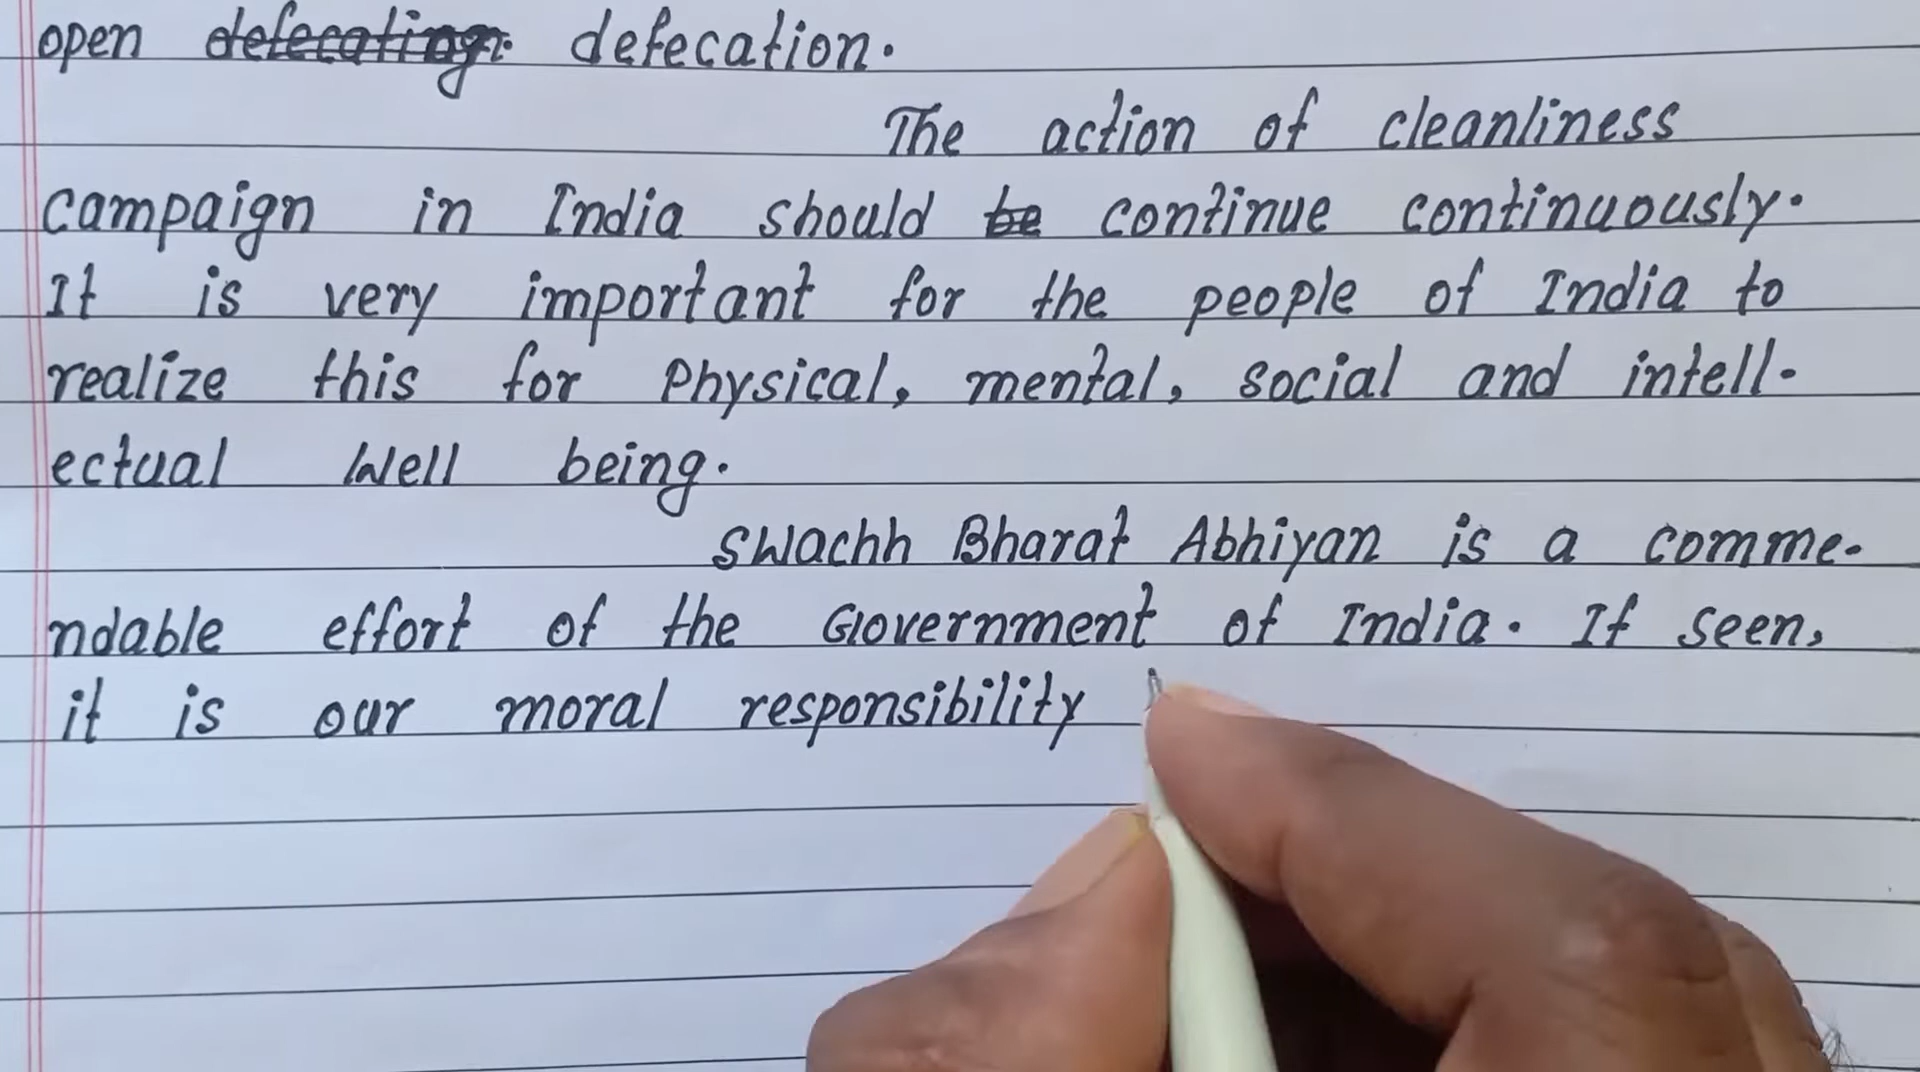 open defecating. defecation.
The action of cleanliness
campaign in India should be continue continuously.
It is very important for the people of India to
realize this for Physical, mental, social and intell-
ectual Well being.
Swachh Bharat Abhiyan is a comme-
ndable effort of the Government of India. If seen,
it is our moral responsibility